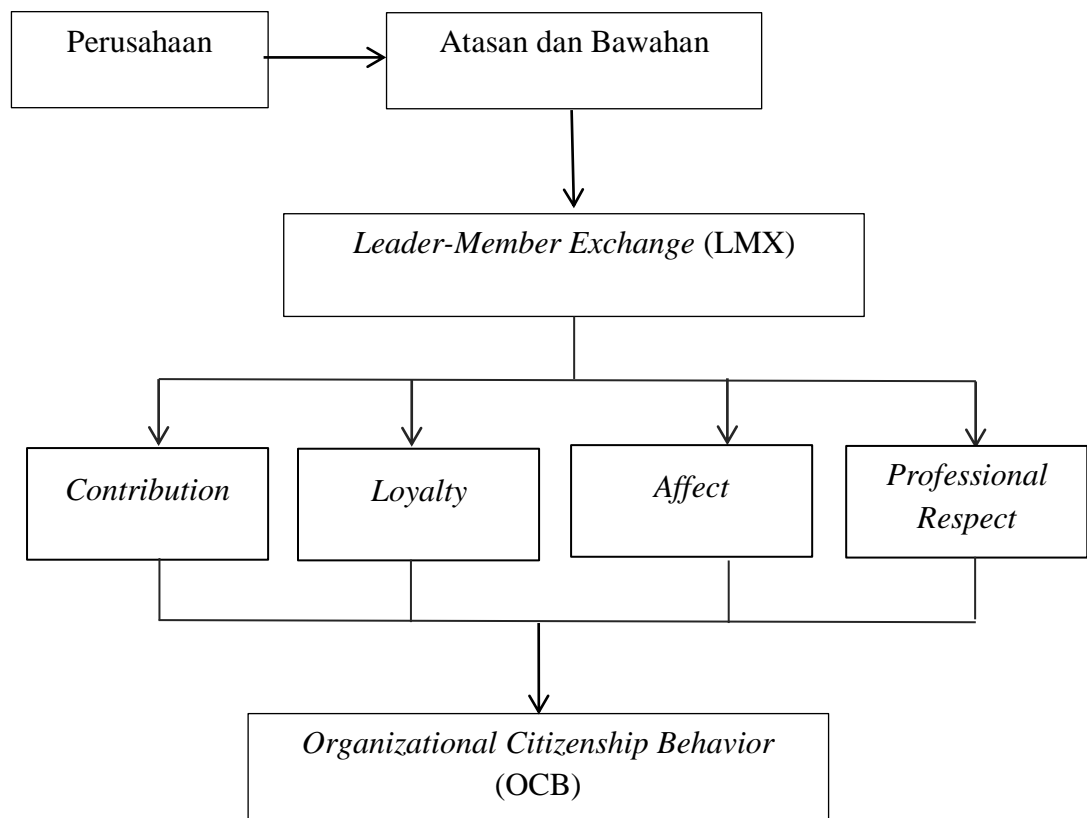 Perusahaan
Atasan dan Bawahan
Leader-Member Exchange (LMX)
Contribution
Loyalty
Affect
Professional
Respect
Organizational Citizenship Behavior
(OCB)